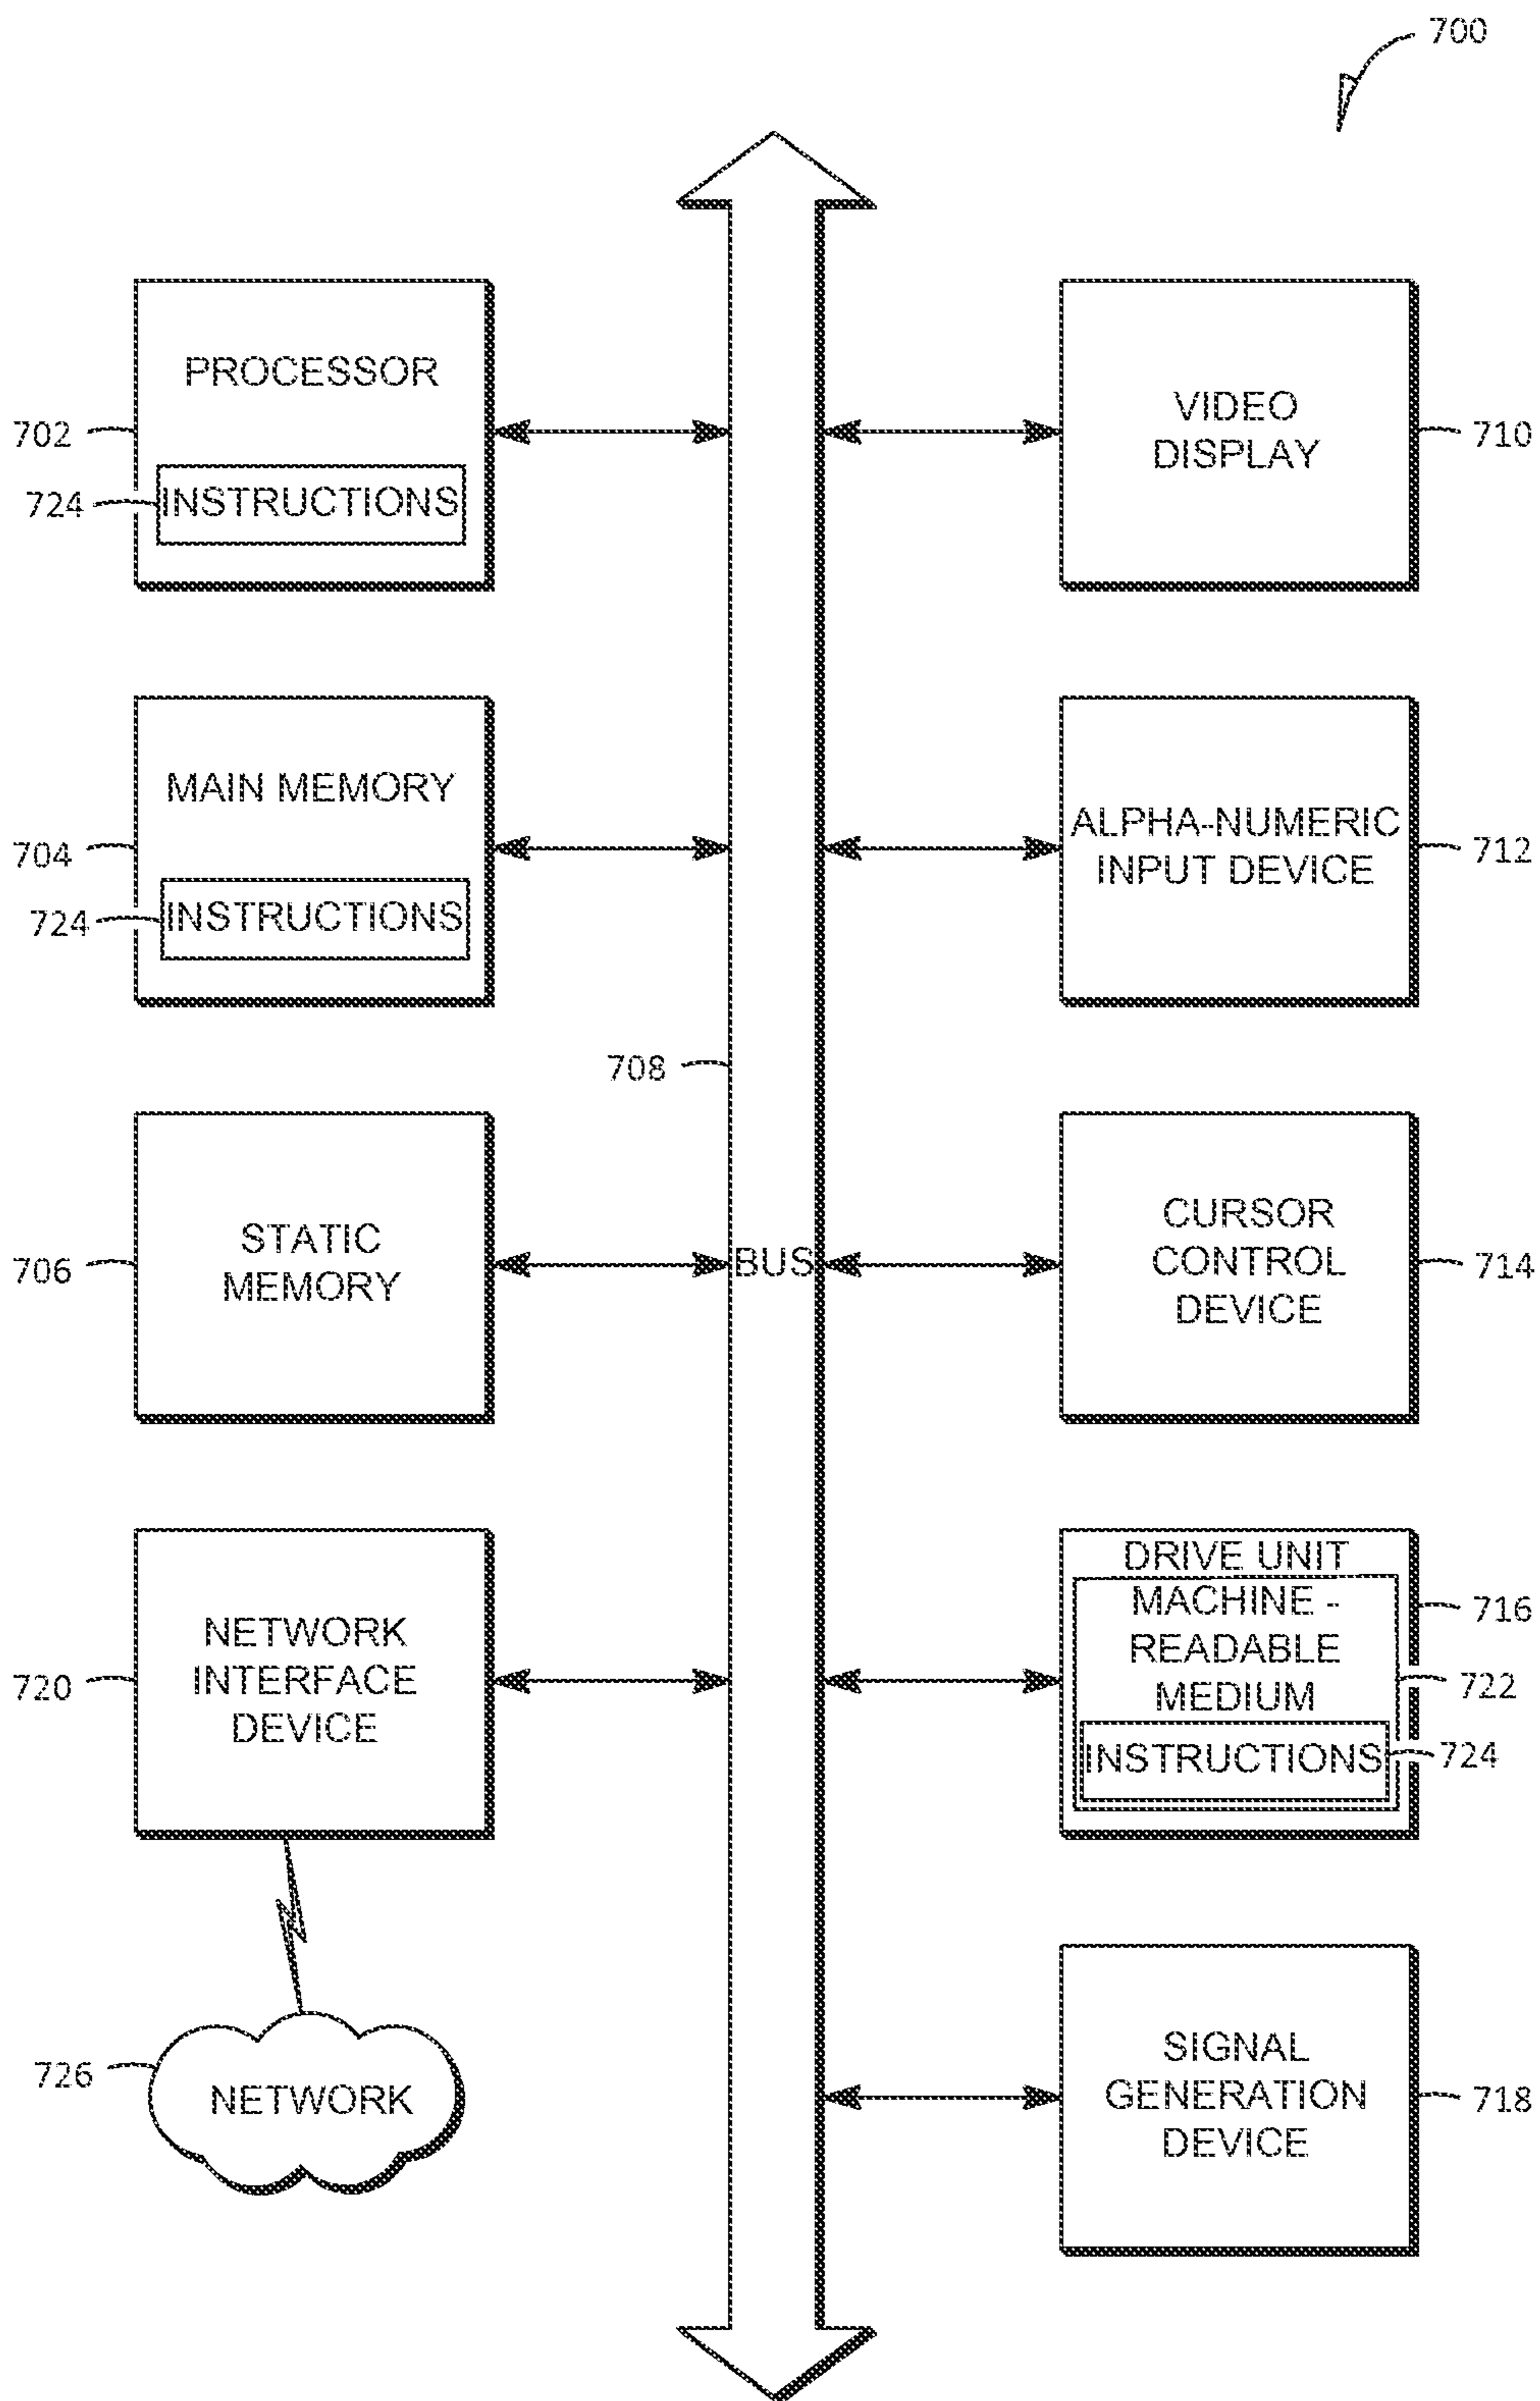 700
PROCESSOR
702
724
INSTRUCTIONS
VIDEO
DISPLAY
710
MAIN MEMORY
704
724
INSTRUCTIONS
ALPHA-NUMERIC
INPUT DEVICE
712
708
STATIC
MEMORY
706
BUS
CURSOR
CONTROL
DEVICE
714
NETWORK
INTERFACE
DEVICE
720
DRIVE UNIT
MACHINE -
READABLE
MEDIUM
716
722
INSTRUCTIONS
724
726
NETWORK
SIGNAL
GENERATION
DEVICE
718